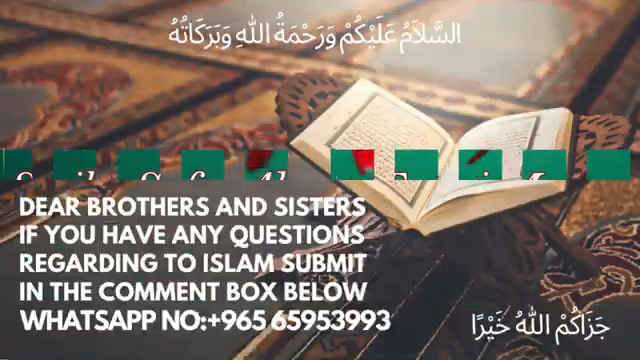 السَّلاَمُ عَلَيْكُمْ وَرَحْمَةُ اللهِ وَبَرَكَاتُهُ
DEAR BROTHERS AND SISTERS
IF YOU HAVE ANY QUESTIONS
REGARDING TO ISLAM SUBMIT
IN THE COMMENT BOX BELOW
WHATSAPP NO:+965 65953993
جَزَاكُمْ اللهُ خَيْرًا